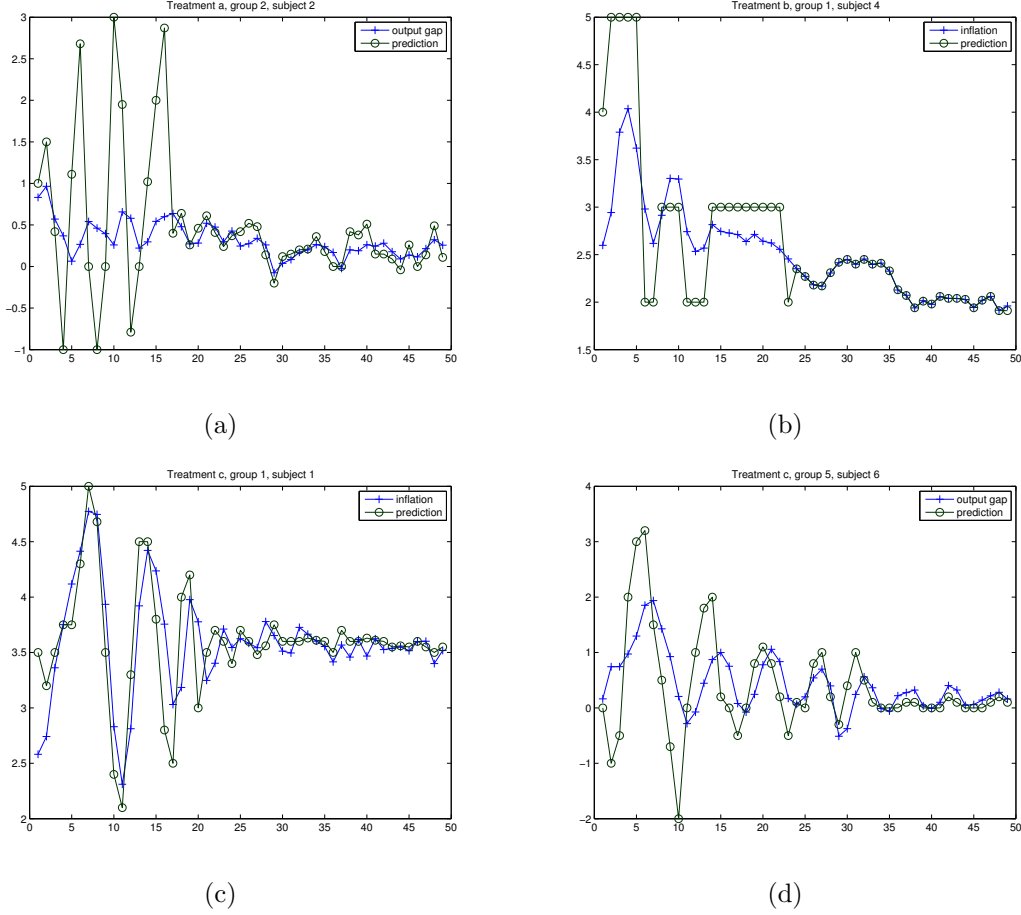 Treatment a, group 2, subject 2
output gap
prediction
3
2.5
2
1.5
1
0.5
0
−0.5
−1
0 5 10 15 20 25 30 35 40 45 50
(a)
Treatment b, group 1, subject 4
inflation
prediction
5
4.5
4
3.5
3
2.5
2
1.5
0 5 10 15 20 25 30 35 40 45 50
(b)
Treatment c, group 1, subject 1
inflation
prediction
5
4.5
4
3.5
3
2.5
2
0 5 10 15 20 25 30 35 40 45 50
(c)
Treatment c, group 5, subject 6
output gap
prediction
4
3
2
1
0
−1
−2
0 5 10 15 20 25 30 35 40 45 50
(d)